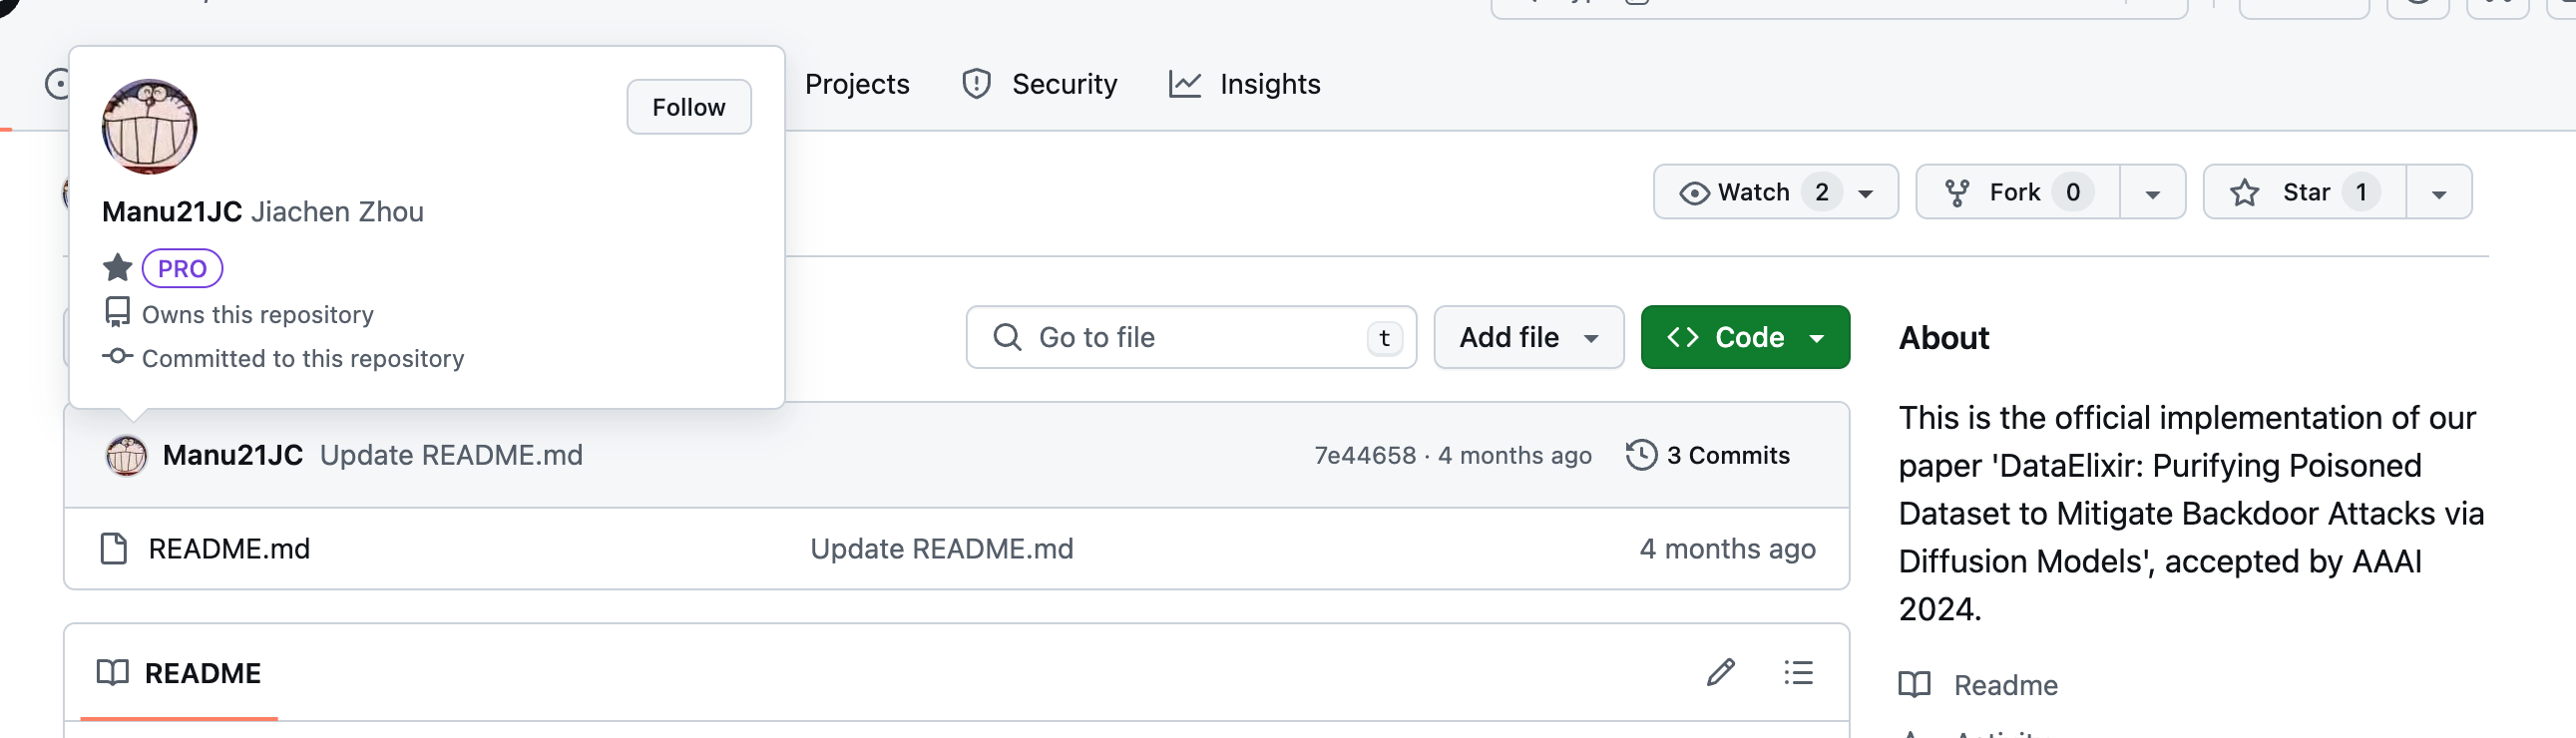 Projects
Security
Insights
Follow
Manu21JC Jiachen Zhou
PRO
Owns this repository
Committed to this repository
Watch 2
Fork 0
Star 1
Go to file t
Add file
Code
About
This is the official implementation of our
paper 'DataElixir: Purifying Poisoned
Dataset to Mitigate Backdoor Attacks via
Diffusion Models', accepted by AAAI
2024.
Readme
Manu21JC Update README.md 7e44658 · 4 months ago 3 Commits
README.md Update README.md 4 months ago
README